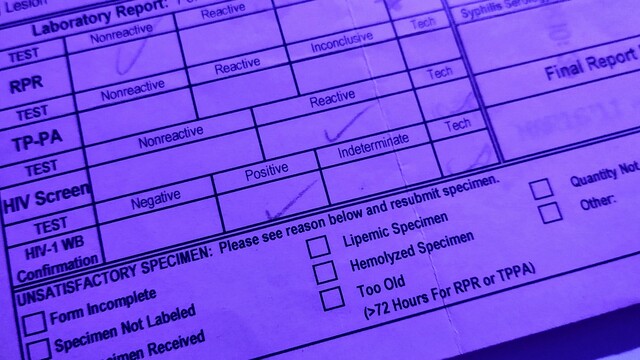 Lesion
Laboratory Report:
Syphilis Serology
TEST Nonreactive Reactive
RPR
TEST Nonreactive Reactive Inconclusive Tech
TP-PA
Final Report
TEST Nonreactive Reactive Tech
HIV Screen
TEST Negative Positive Indeterminate Tech
HIV-1 WB
Confirmation
UNSATISFACTORY SPECIMEN: Please see reason below and resubmit specimen.
Form Incomplete Lipemic Specimen Quantity Not
Specimen Not Labeled Hemolyzed Specimen Other:
Specimen Received Too Old
(>72 Hours For RPR or TPPA)